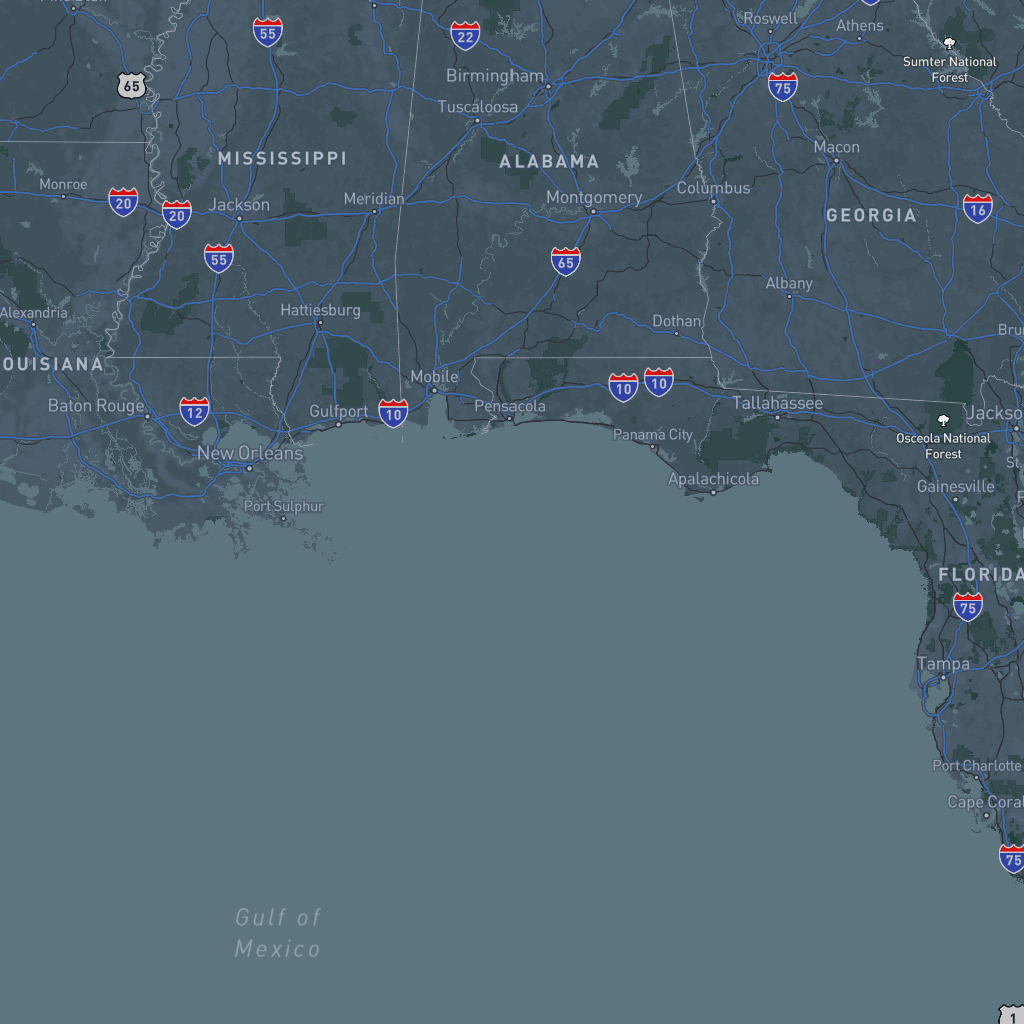 Roswell
Athens
55
22
Sumter National
Forest
Birmingham
65
75
Tuscaloosa
Macon
MISSISSIPPI
ALABAMA
Monroe
20
20
Jackson
Meridian
Montgomery
Columbus
16
GEORGIA
55
65
Albany
Alexandria
Hattiesburg
Dothan
OUISIANA
Mobile
10
10
Baton Rouge
12
Gulfport
10
Pensacola
Tallahassee
Jackso
Panama City
Osceola National
Forest
New Orleans
Apalachicola
St.
Gainesville
Port Sulphur
FLORIDA
75
Tampa
Port Charlotte
Cape Coral
75
Gulf of
Mexico
1